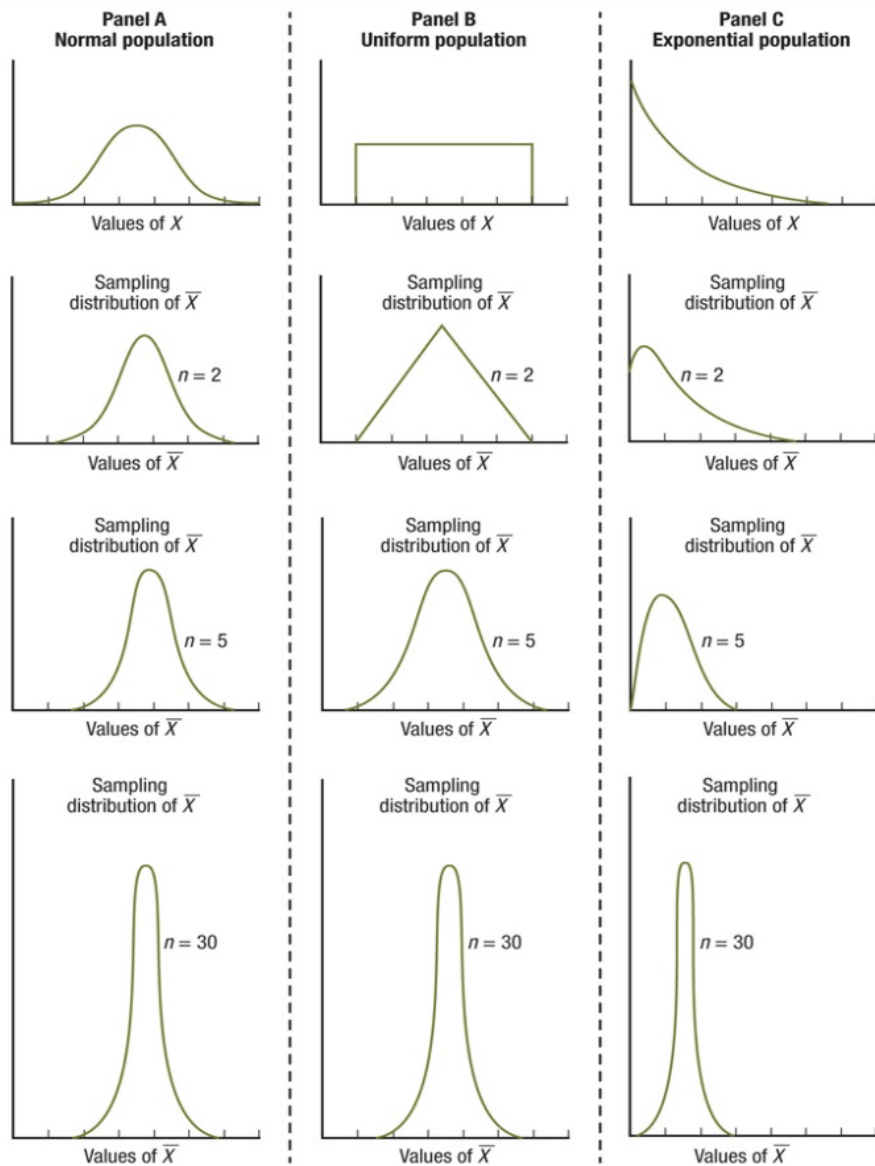 Panel A
Normal population
Panel B
Uniform population
Panel C
Exponential population
Values of X
Values of X
Values of X
Sampling
distribution of X̅
Sampling
distribution of X̅
Sampling
distribution of X̅
n = 2
n = 2
n = 2
Values of X̅
Values of X̅
Values of X̅
Sampling
distribution of X̅
Sampling
distribution of X̅
Sampling
distribution of X̅
n = 5
n = 5
n = 5
Values of X̅
Values of X̅
Values of X̅
Sampling
distribution of X̅
Sampling
distribution of X̅
Sampling
distribution of X̅
n = 30
n = 30
n = 30
Values of X̅
Values of X̅
Values of X̅